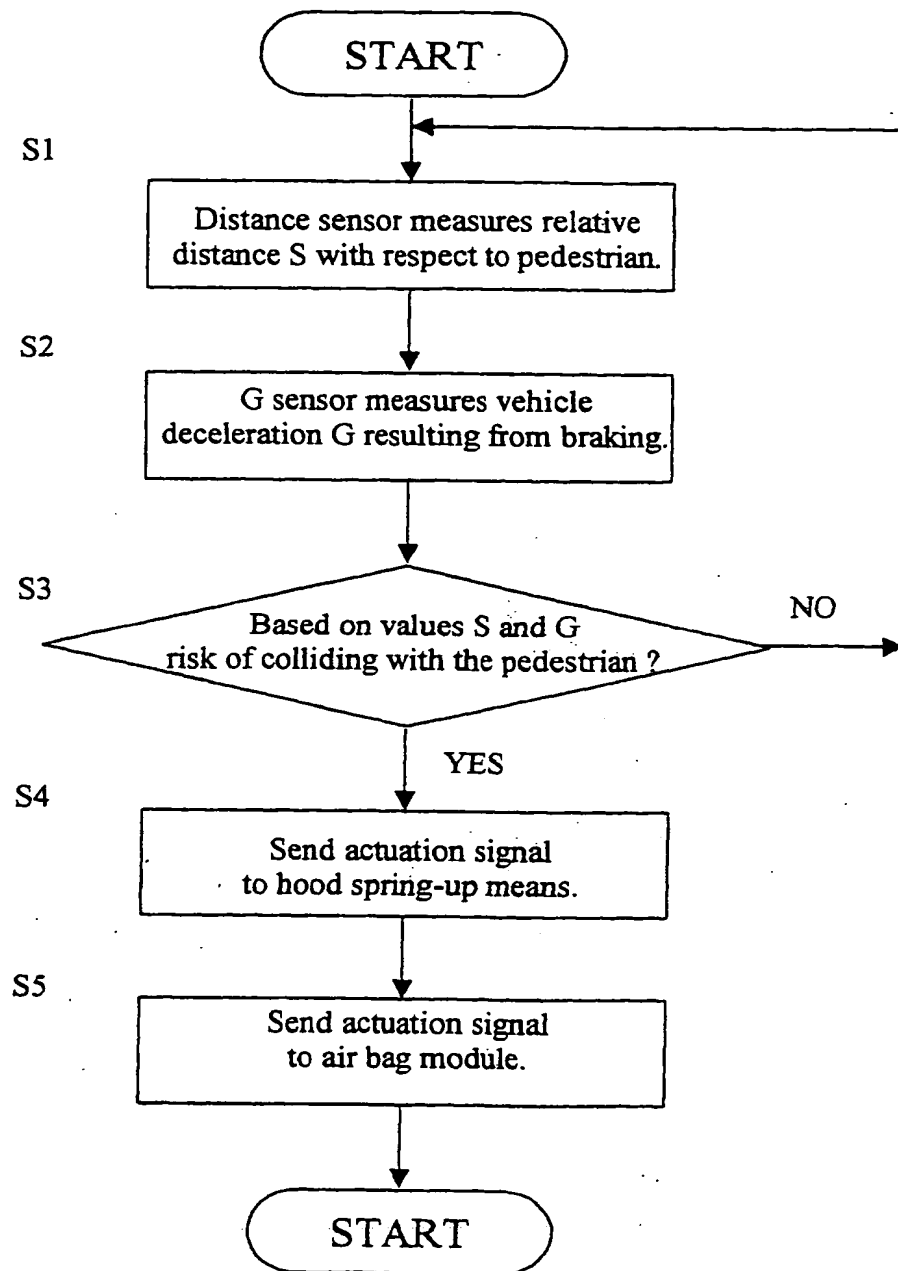 START
S1
Distance sensor measures relative
distance S with respect to pedestrian.
S2
G sensor measures vehicle
deceleration G resulting from braking.
S3
Based on values S and G
risk of colliding with the pedestrian ?
NO
YES
S4
Send actuation signal
to hood spring-up means.
S5
Send actuation signal
to air bag module.
START